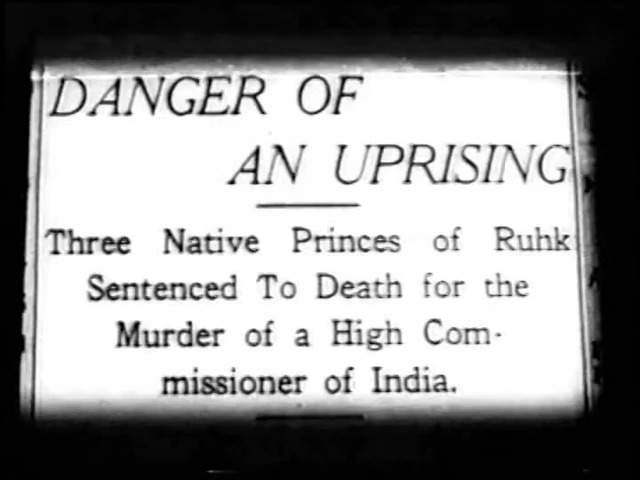 DANGER OF
AN UPRISING
Three Native Princes of Ruhk
Sentenced To Death for the
Murder of a High Com-
missioner of India.